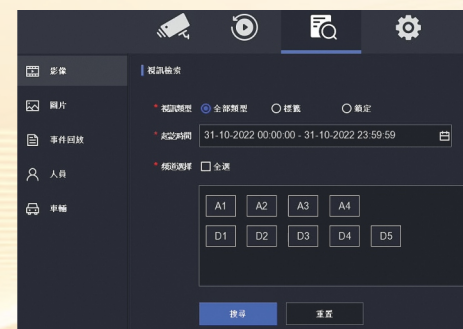 影像
圖片
事件回放
人員
車輛
視訊檢索
* 視訊類型 全部類型 標籤 鎖定
* 起訖時間 31-10-2022 00:00:00 - 31-10-2022 23:59:59
* 頻道選擇 全選
A1 A2 A3 A4
D1 D2 D3 D4 D5
搜尋 重置